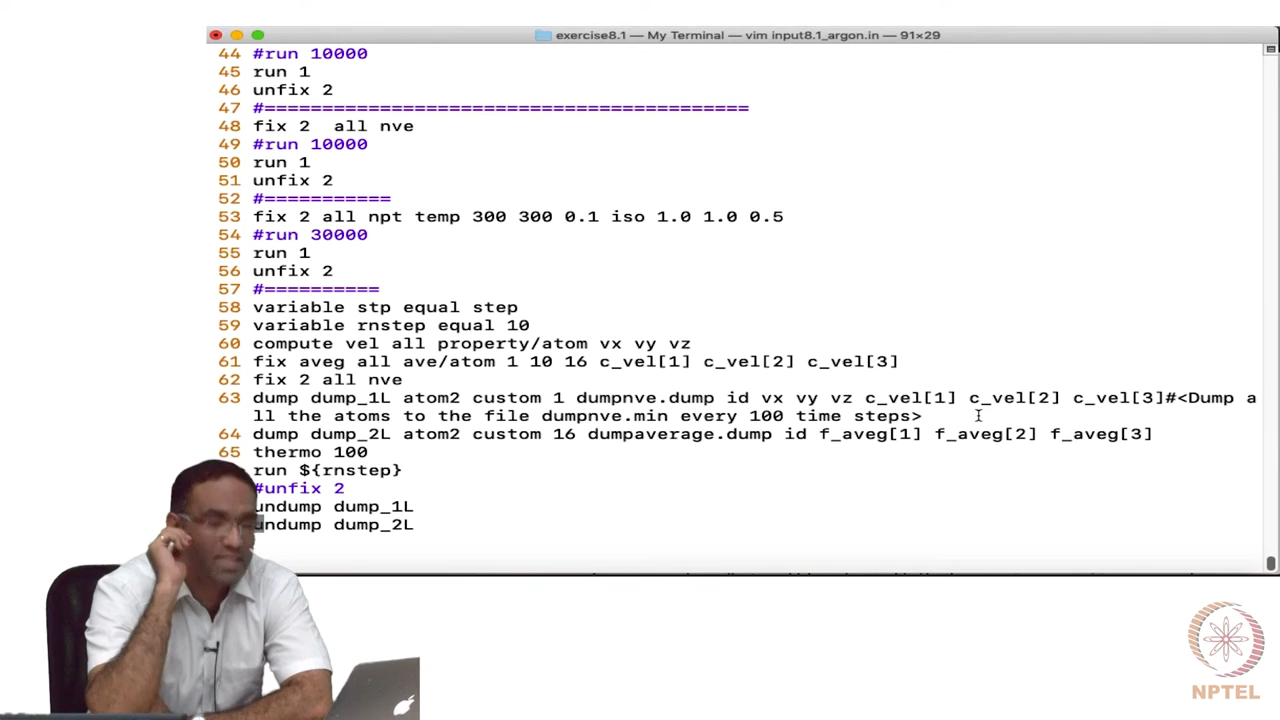 exercise8.1 — My Terminal — vim input8.1_argon.in — 91×29
44 #run 10000
45 run 1
46 unfix 2
47 #===========================================
48 fix 2  all nve
49 #run 10000
50 run 1
51 unfix 2
52 #===========
53 fix 2 all npt temp 300 300 0.1 iso 1.0 1.0 0.5
54 #run 30000
55 run 1
56 unfix 2
57 #==========
58 variable stp equal step
59 variable rnstep equal 10
60 compute vel all property/atom vx vy vz
61 fix aveg all ave/atom 1 10 16 c_vel[1] c_vel[2] c_vel[3]
62 fix 2 all nve
63 dump dump_1L atom2 custom 1 dumpnve.dump id vx vy vz c_vel[1] c_vel[2] c_vel[3]#<Dump a
ll the atoms to the file dumpnve.min every 100 time steps>
64 dump dump_2L atom2 custom 16 dumpaverage.dump id f_aveg[1] f_aveg[2] f_aveg[3]
65 thermo 100
run ${rnstep}
#unfix 2
undump dump_1L
undump dump_2L
NPTEL